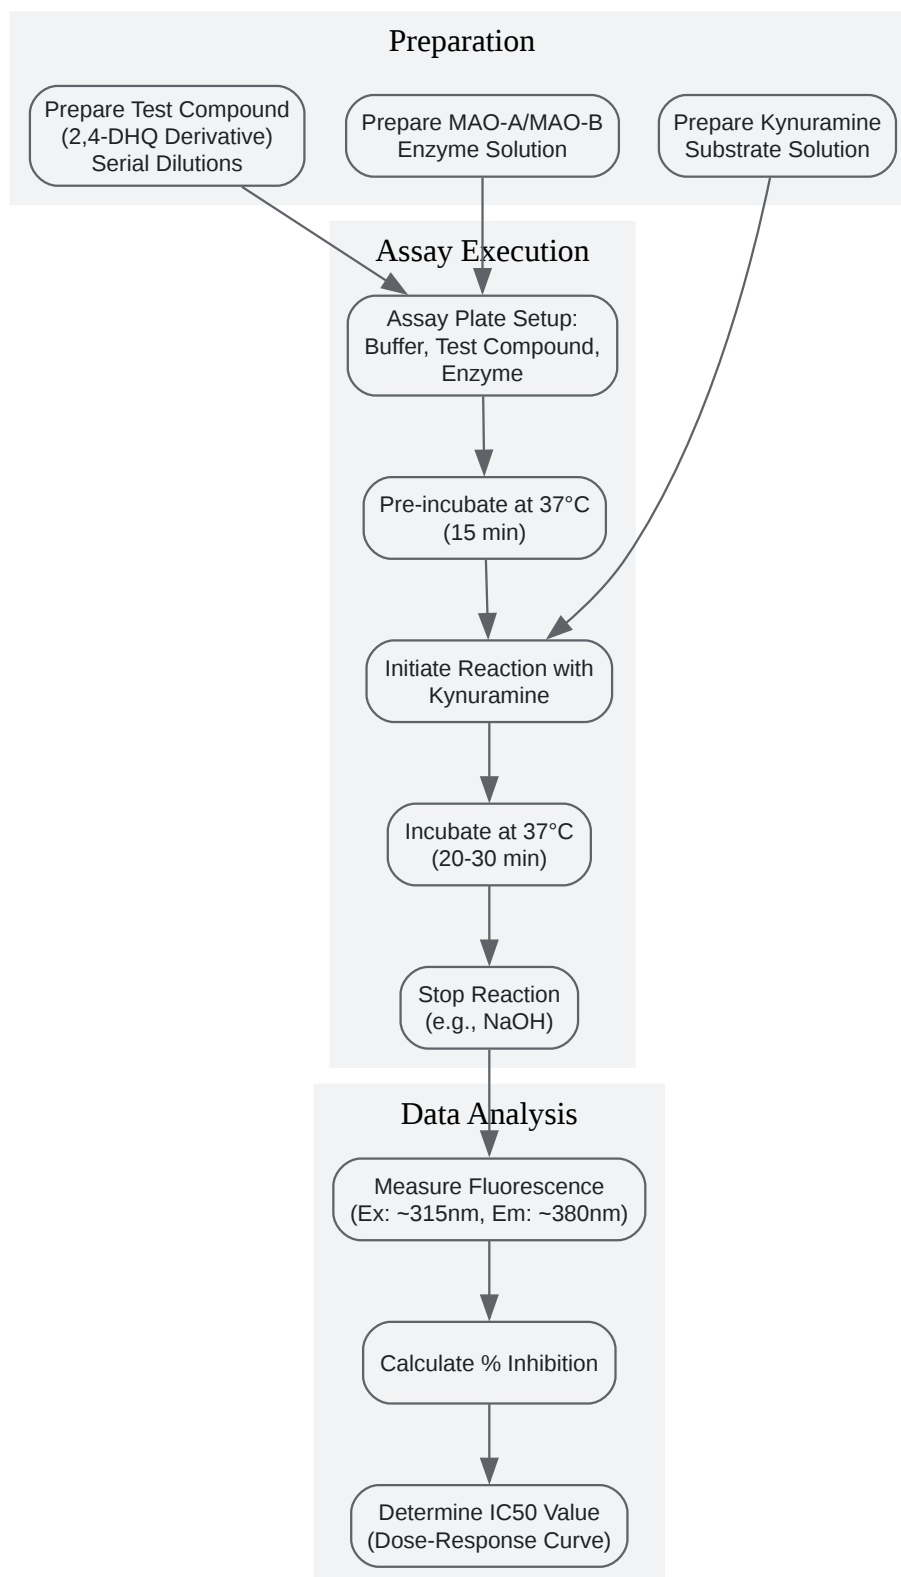 Preparation
Prepare Test Compound
(2,4-DHQ Derivative)
Serial Dilutions
Prepare MAO-A/MAO-B
Enzyme Solution
Prepare Kynuramine
Substrate Solution
Assay Execution
Assay Plate Setup:
Buffer, Test Compound,
Enzyme
Pre-incubate at 37°C
(15 min)
Initiate Reaction with
Kynuramine
Incubate at 37°C
(20-30 min)
Stop Reaction
(e.g., NaOH)
Data Analysis
Measure Fluorescence
(Ex: ~315nm, Em: ~380nm)
Calculate % Inhibition
Determine IC50 Value
(Dose-Response Curve)